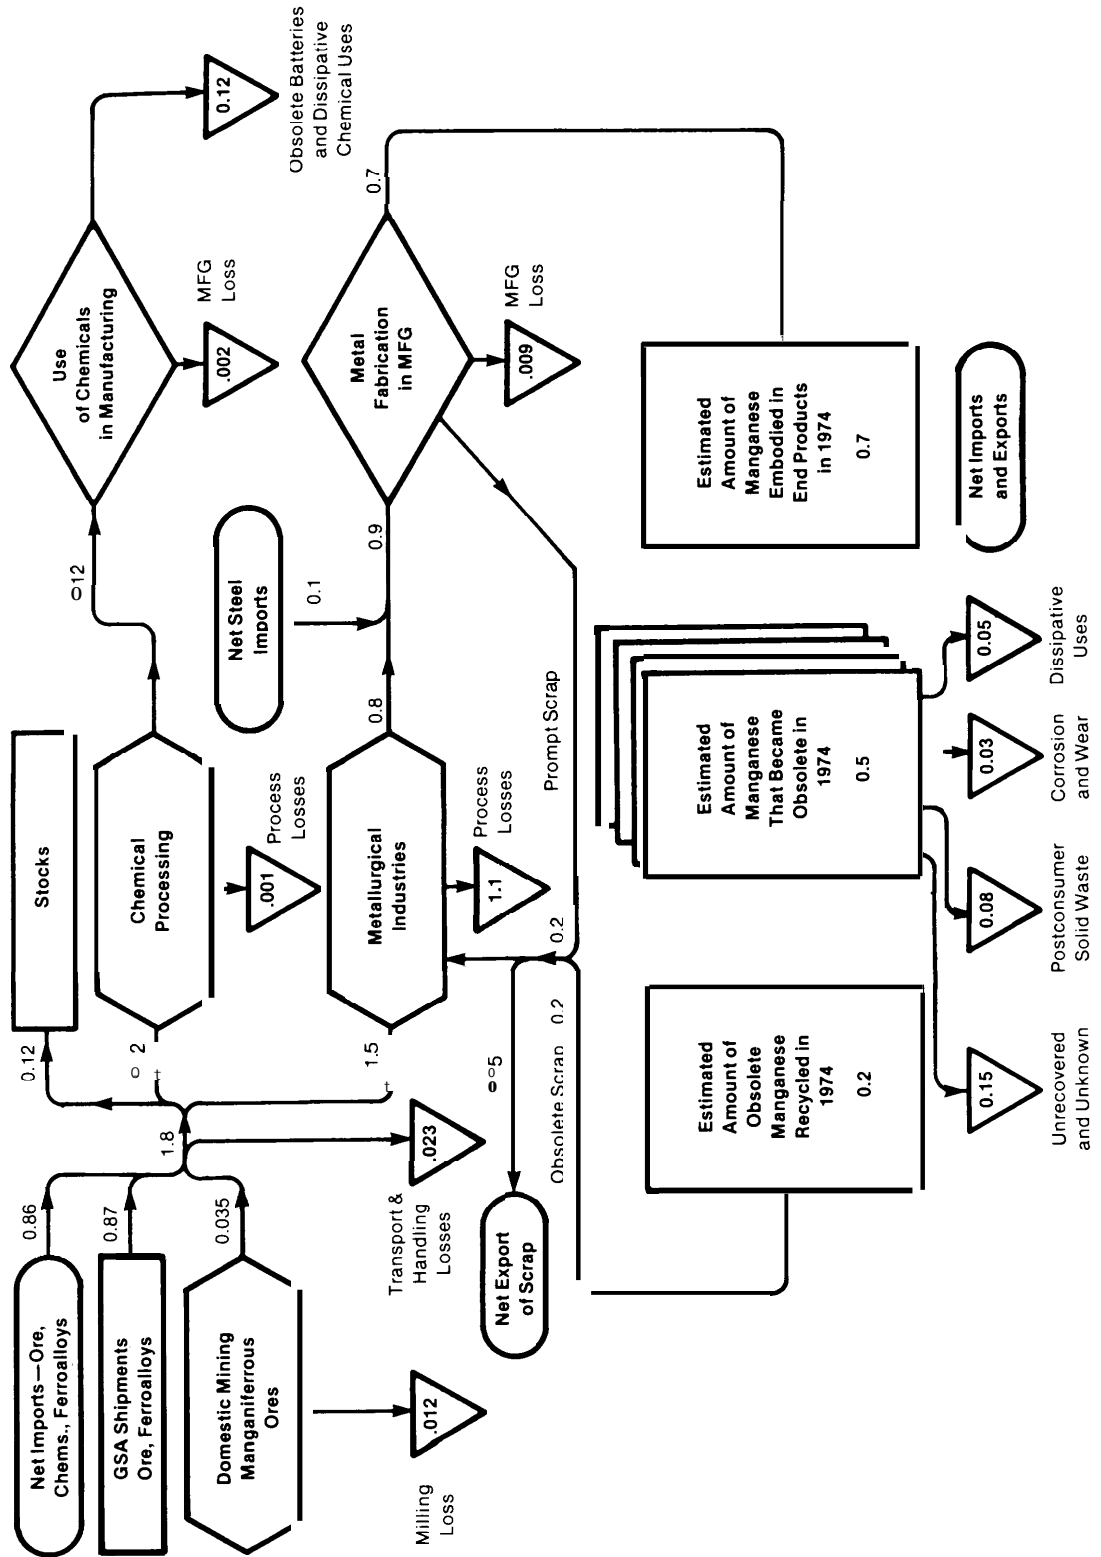 Net Imports—Ore,
Chems., Ferroalloys
0.86
GSA Shipments
Ore, Ferroalloys
0.87
Domestic Mining
Manganiferrous
Ores
0.035
.012
Milling
Loss
1.8
.023
Transport &
Handling
Losses
0.12
Stocks
2
Chemical
Processing
.001
Process
Losses
12
Use
of Chemicals
in Manufacturing
.002
MFG
Loss
0.12
Obsolete Batteries
and Dissipative
Chemical Uses
1.5
Metallurgical
Industries
1.1
Process
Losses
0.8
Net Steel
Imports
0.1
0.9
Metal
Fabrication
in MFG
.009
MFG
Loss
0.7
Net Export
of Scrap
5
Obsolete Scrap 0.2
0.2
Prompt Scrap
Estimated
Amount of
Obsolete
Manganese
Recycled in
1974
0.2
Estimated
Amount of
Manganese
That Became
Obsolete in
1974
0.5
Estimated
Amount of
Manganese
Embodied in
End Products
in 1974
0.7
0.15
Unrecovered
and Unknown
0.08
Postconsumer
Solid Waste
0.03
Corrosion
and Wear
0.05
Dissipative
Uses
Net Imports
and Exports